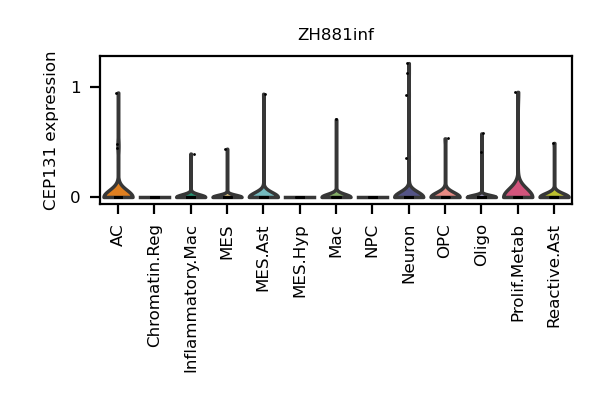 ZH881inf
CEP131 expression
1
0
AC
Chromatin.Reg
Inflammatory.Mac
MES
MES.Ast
MES.Hyp
Mac
NPC
Neuron
OPC
Oligo
Prolif.Metab
Reactive.Ast